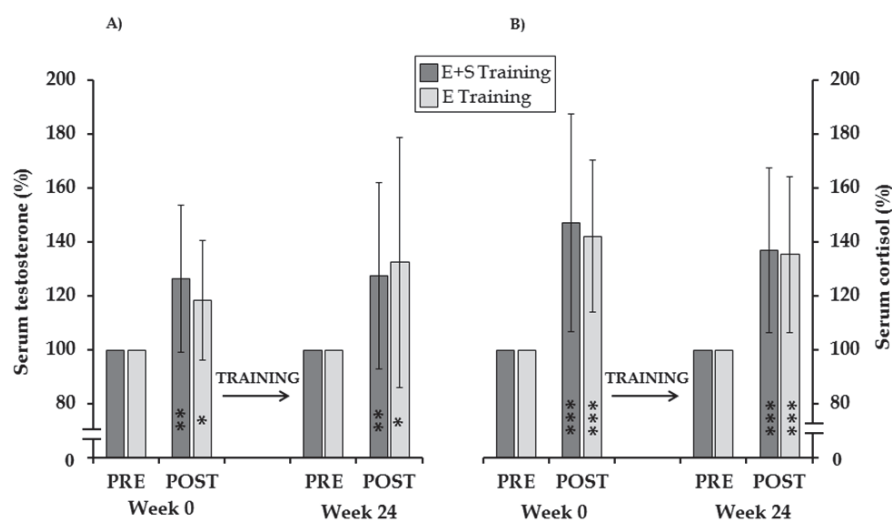 A)
B)
E+S Training
E Training
Serum testosterone (%)
200
180
160
140
120
100
80
0
** * ** *
TRAINING
PRE POST PRE POST
Week 0 Week 24
*** *** *** ***
TRAINING
PRE POST PRE POST
Week 0 Week 24
200
180
160
140
120
100
80
0
Serum cortisol (%)